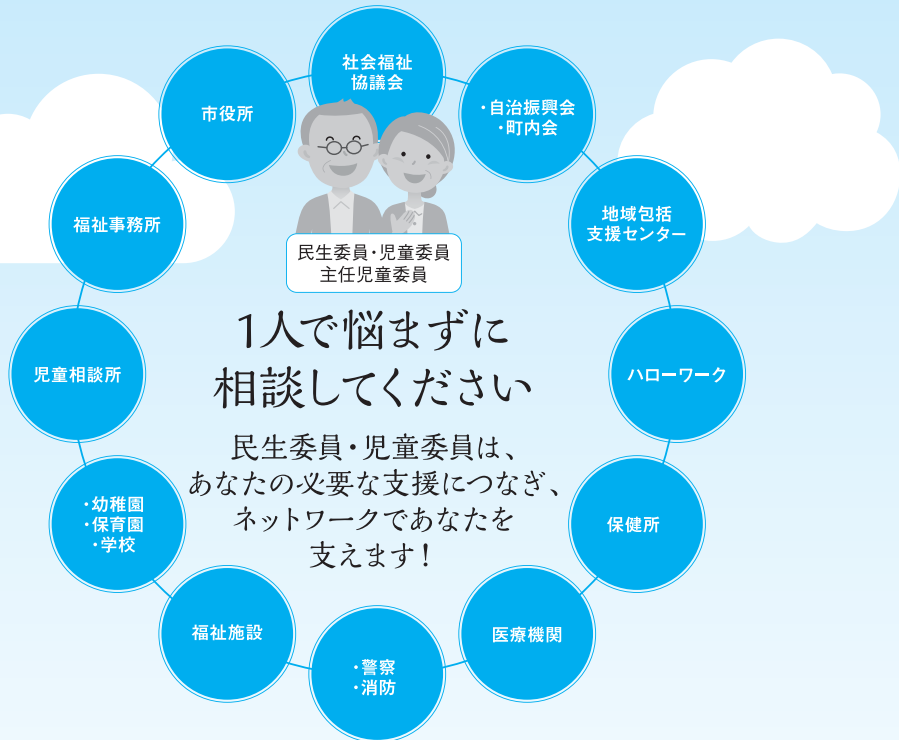 社会福祉
協議会
・自治振興会
・町内会
地域包括
支援センター
ハローワーク
保健所
医療機関
・警察
・消防
福祉施設
・幼稚園
・保育園
・学校
児童相談所
福祉事務所
市役所
民生委員・児童委員
主任児童委員
1人で悩まずに
相談してください
民生委員・児童委員は、
あなたの必要な支援につなぎ、
ネットワークであなたを
支えます!